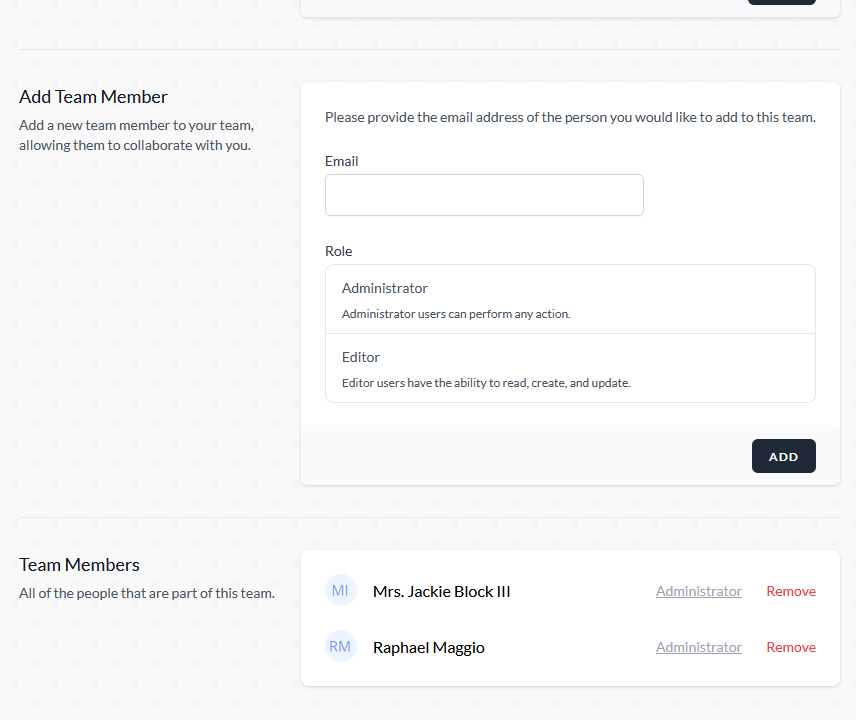 Add Team Member
Add a new team member to your team,
allowing them to collaborate with you.
Please provide the email address of the person you would like to add to this team.
Email
Role
Administrator
Administrator users can perform any action.
Editor
Editor users have the ability to read, create, and update.
ADD
Team Members
All of the people that are part of this team.
MI Mrs. Jackie Block III Administrator Remove
RM Raphael Maggio Administrator Remove